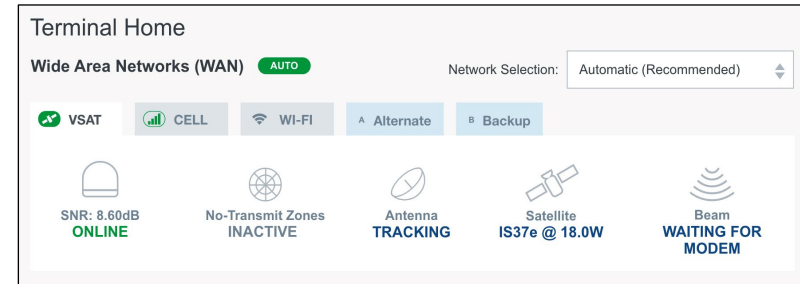 Terminal Home
Wide Area Networks (WAN) AUTO Network Selection: Automatic (Recommended)
VSAT CELL WI-FI A Alternate B Backup
SNR: 8.60dB No-Transmit Zones Antenna Satellite Beam
ONLINE INACTIVE TRACKING IS37e @ 18.0W WAITING FOR
MODEM